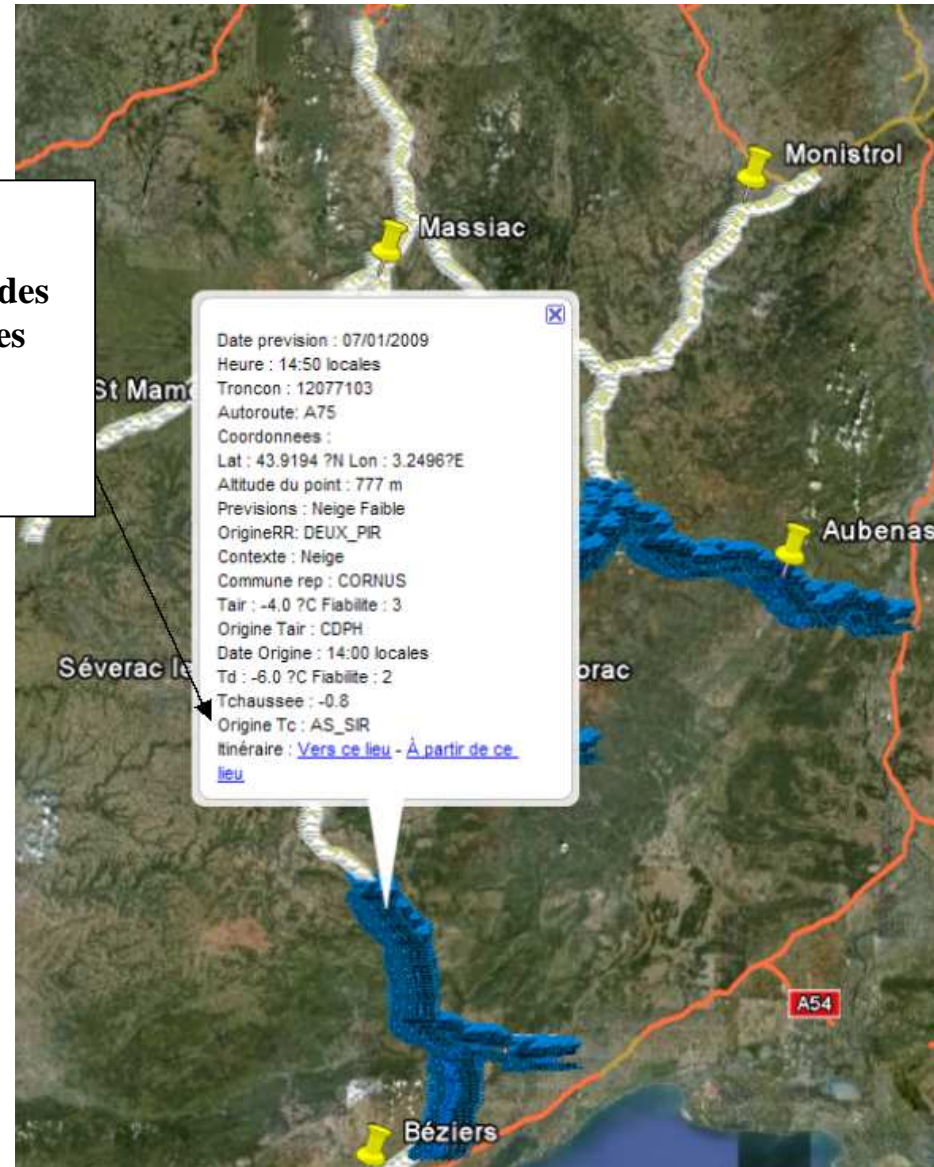 Monistrol
Massiac
des
es
St Mam
Date prevision : 07/01/2009
Heure : 14:50 locales
Troncon : 12077103
Autoroute: A75
Coordonnees :
Lat : 43.9194 ?N Lon : 3.2496?E
Altitude du point : 777 m
Previsions : Neige Faible
OrigineRR: DEUX_PIR
Contexte : Neige
Commune rep : CORNUS
Tair : -4.0 ?C Fiabilite : 3
Origine Tair : CDPH
Date Origine : 14:00 locales
Td : -6.0 ?C Fiabilite : 2
Tchaussee : -0.8
Origine Tc : AS_SIR
Itinéraire : Vers ce lieu - À partir de ce
lieu
Aubenas
Séverac le
orac
A54
Béziers